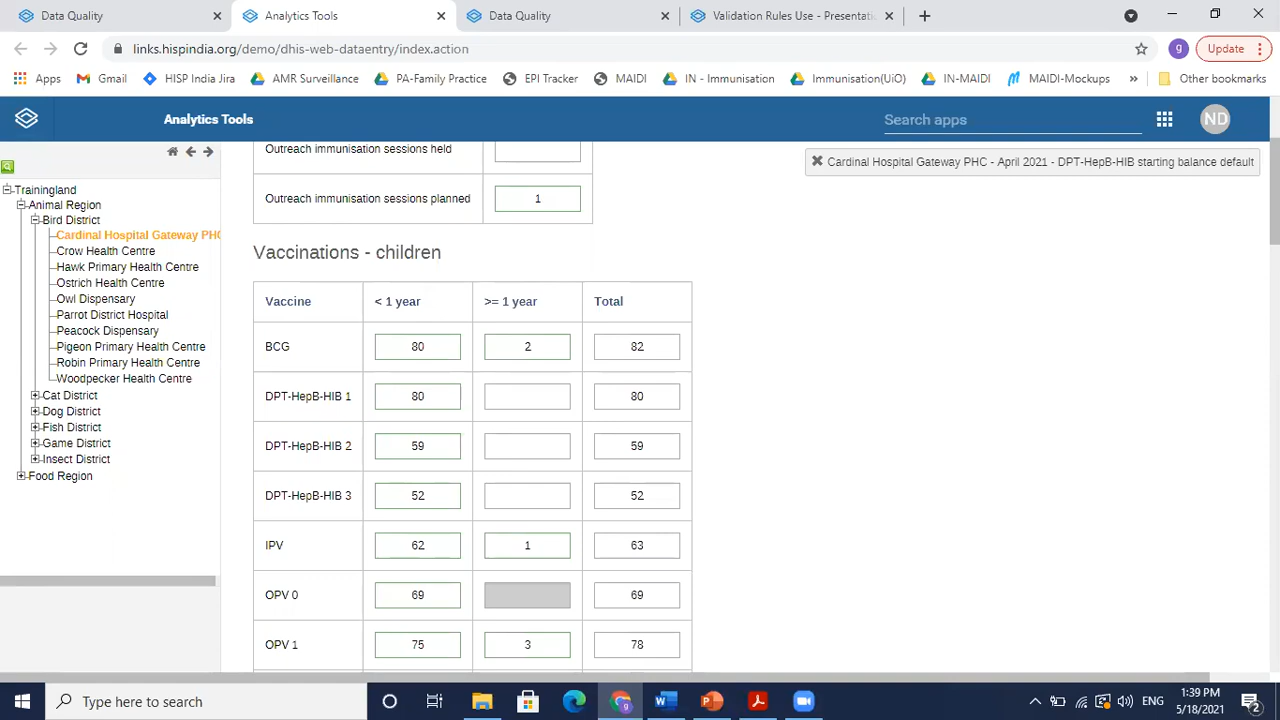 Data Quality
Analytics Tools
Data Quality
Validation Rules Use - Presentati
links.hispindia.org/demo/dhis-web-dataentry/index.action
g
Update
Apps
Gmail
HISP India Jira
AMR Surveillance
PA-Family Practice
EPI Tracker
MAIDI
IN - Immunisation
Immunisation(UiO)
IN-MAIDI
MAIDI-Mockups
»
Other bookmarks
Analytics Tools
Search apps
ND
Trainingland
Animal Region
Bird District
Cardinal Hospital Gateway PHC
Crow Health Centre
Hawk Primary Health Centre
Ostrich Health Centre
Owl Dispensary
Parrot District Hospital
Peacock Dispensary
Pigeon Primary Health Centre
Robin Primary Health Centre
Woodpecker Health Centre
Cat District
Dog District
Fish District
Game District
Insect District
Food Region
Outreach immunisation sessions held
Outreach immunisation sessions planned 1
Cardinal Hospital Gateway PHC - April 2021 - DPT-HepB-HIB starting balance default
Vaccinations - children
Vaccine < 1 year >= 1 year Total
BCG 80 2 82
DPT-HepB-HIB 1 80 80
DPT-HepB-HIB 2 59 59
DPT-HepB-HIB 3 52 52
IPV 62 1 63
OPV 0 69 69
OPV 1 75 3 78
Type here to search
g
ENG
1:39 PM
5/18/2021
2